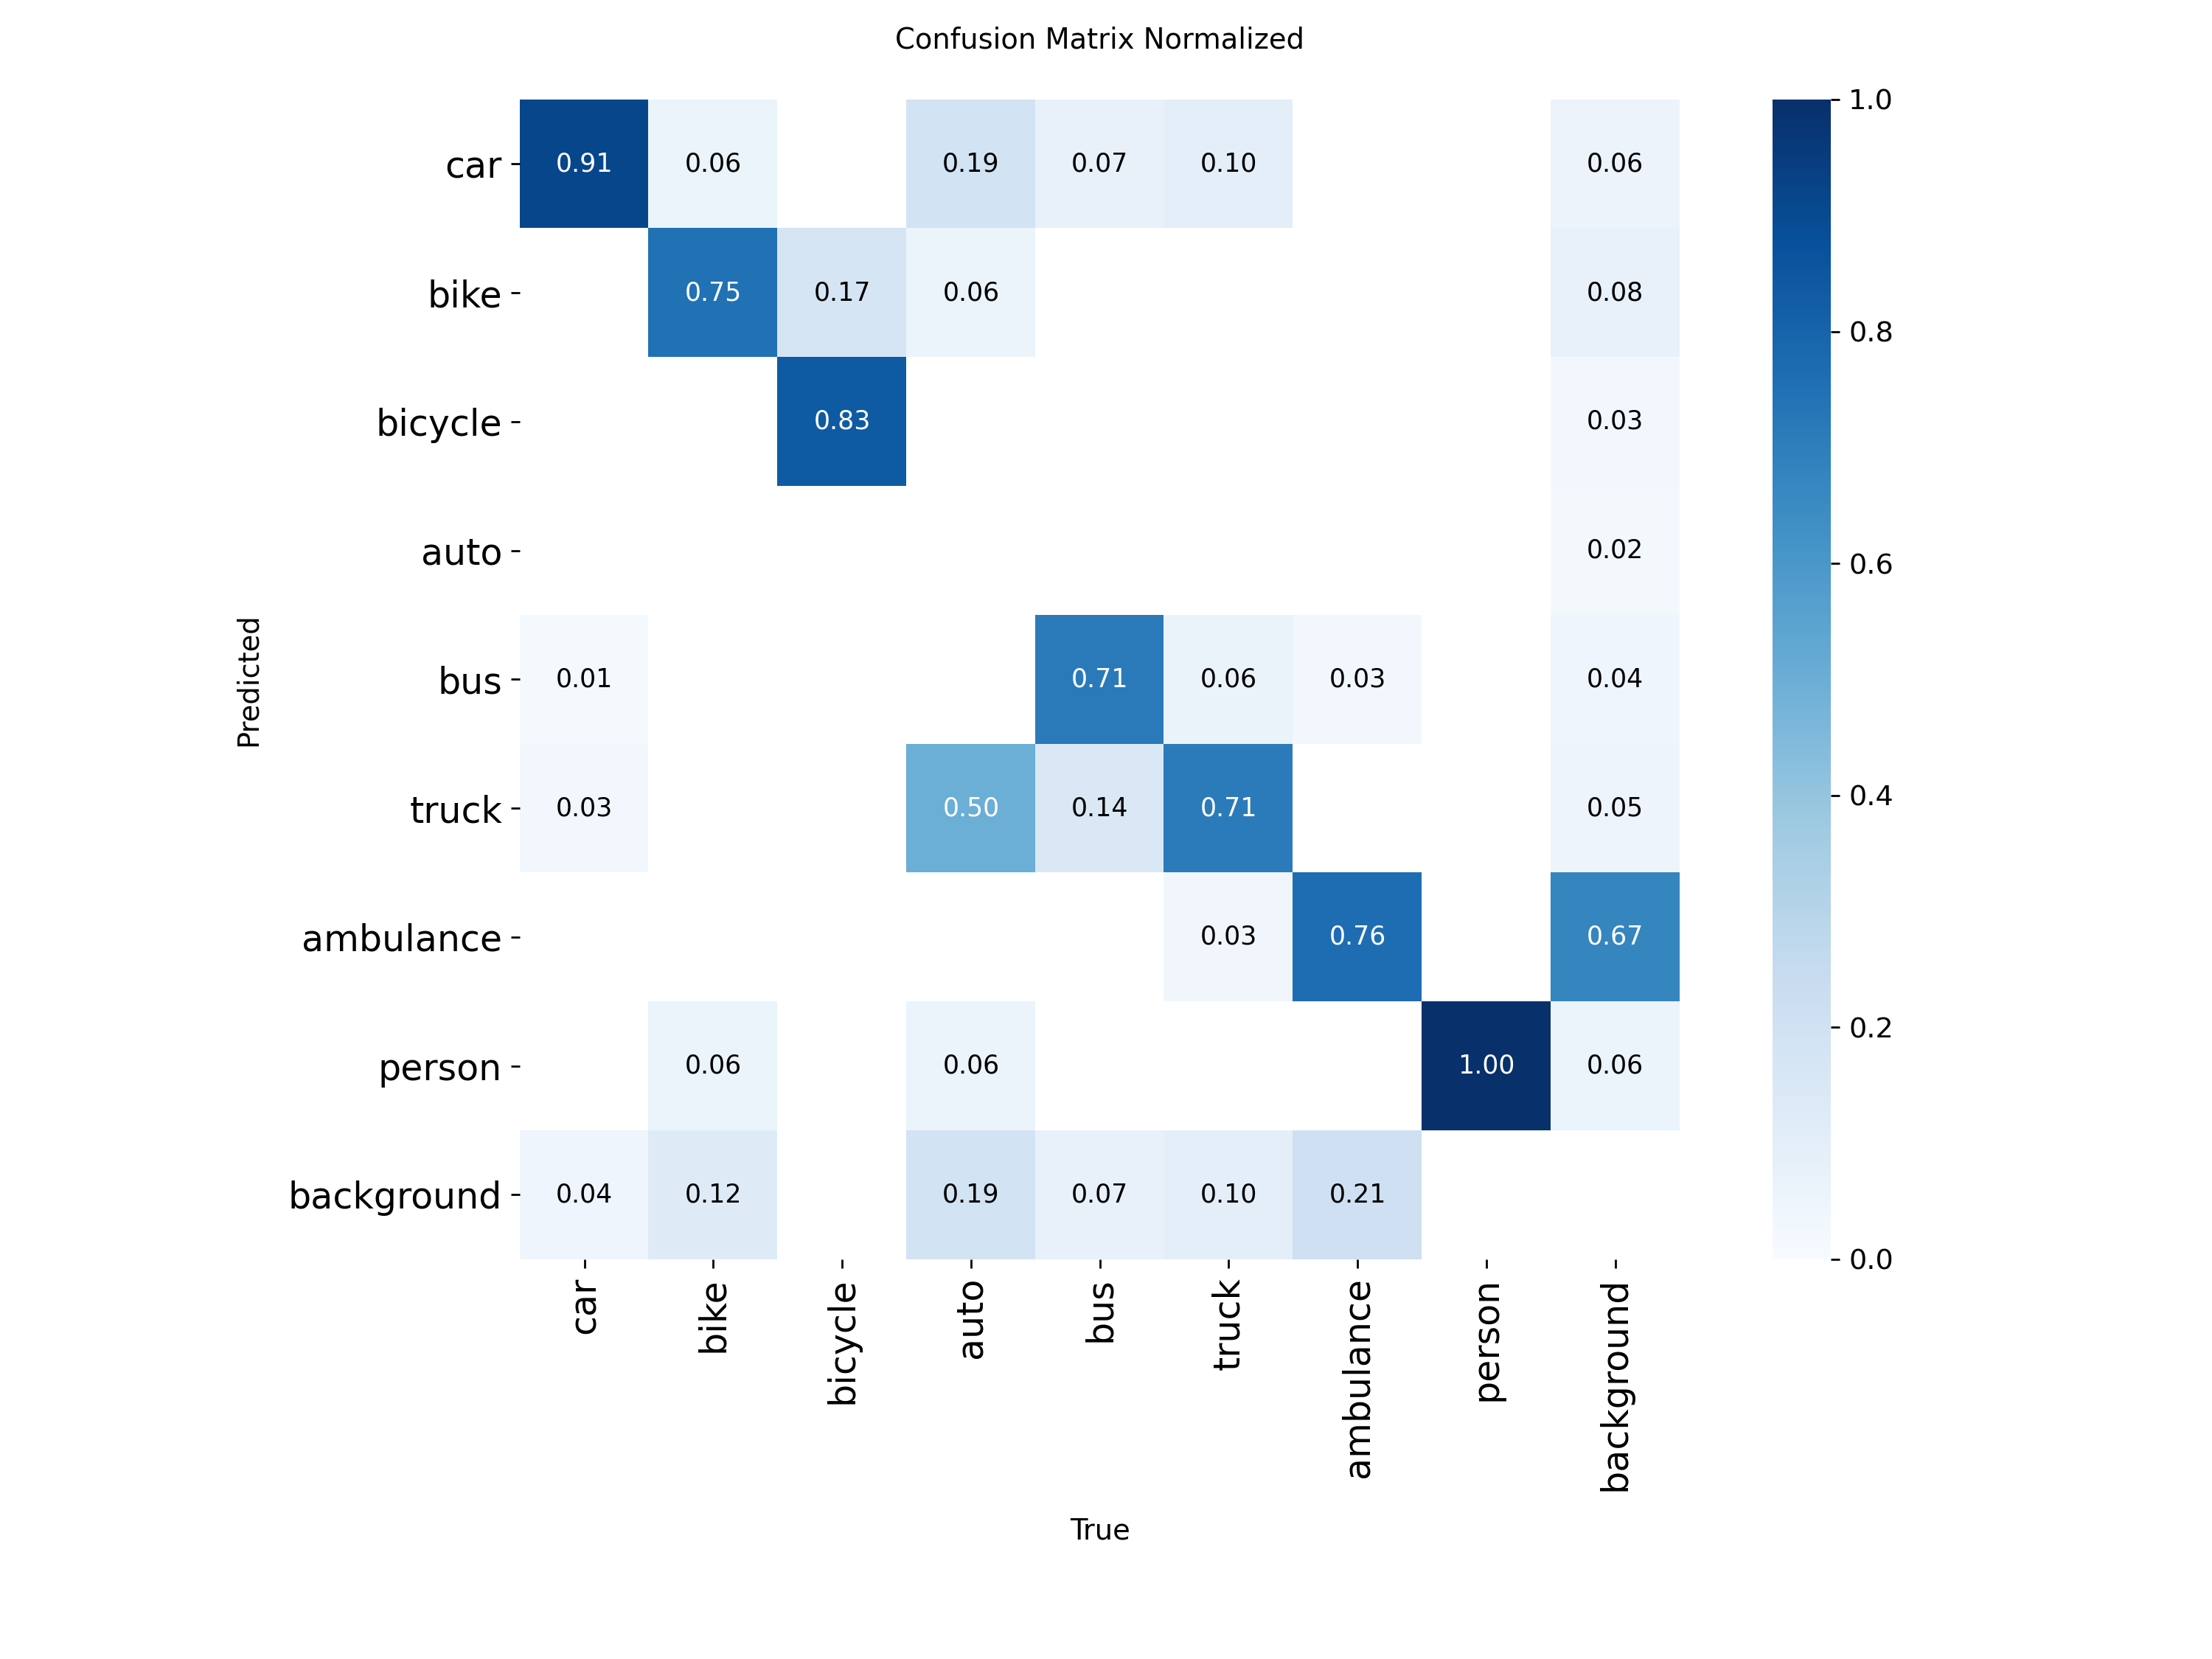 Confusion Matrix Normalized
car 0.91 0.06 0.19 0.07 0.10 0.06
bike 0.75 0.17 0.06 0.08
bicycle 0.83 0.03
auto 0.02
bus 0.01 0.71 0.06 0.03 0.04
truck 0.03 0.50 0.14 0.71 0.05
ambulance 0.03 0.76 0.67
person 0.06 0.06 1.00 0.06
background 0.04 0.12 0.19 0.07 0.10 0.21
car bike bicycle auto bus truck ambulance person background
Predicted
True
1.0
0.8
0.6
0.4
0.2
0.0